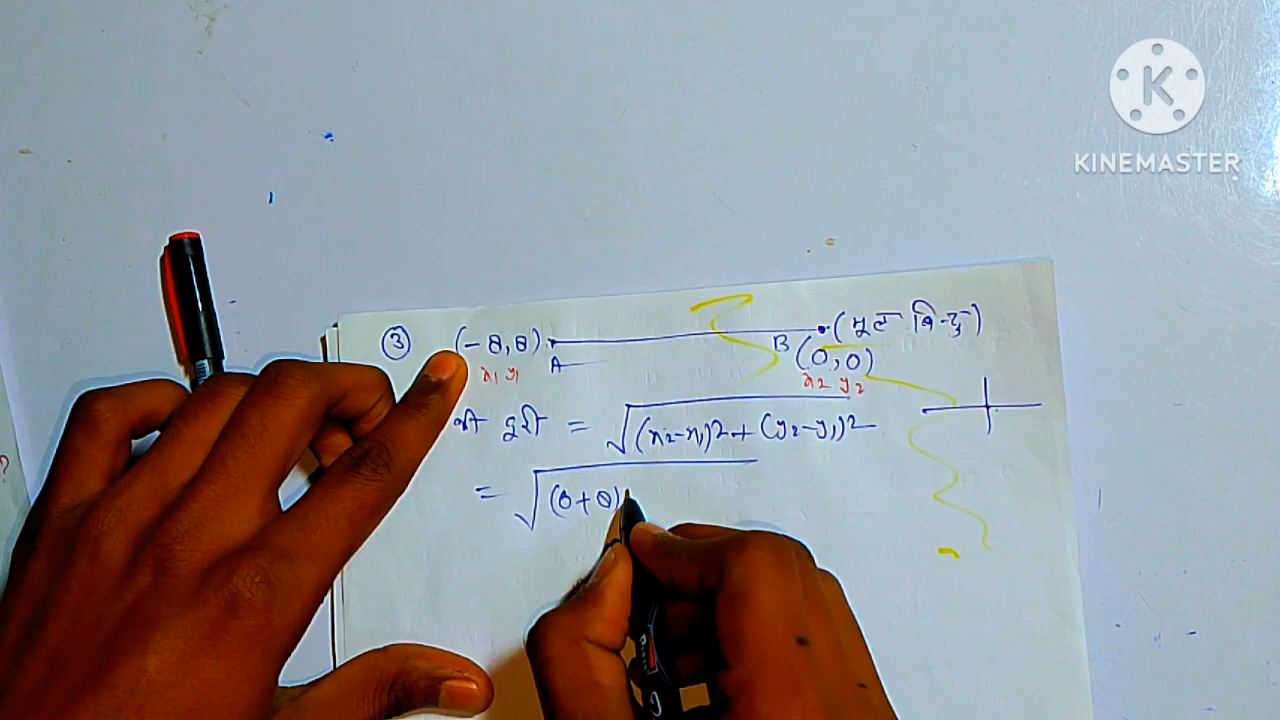 KINEMASTER
③ (-8,8) A B (मूल बिन्दु)
(0,0)
x₁ y₁ x₂ y₂
की दूरी = √(x₂-x₁)²+(y₂-y₁)²
= √(0+8)
?